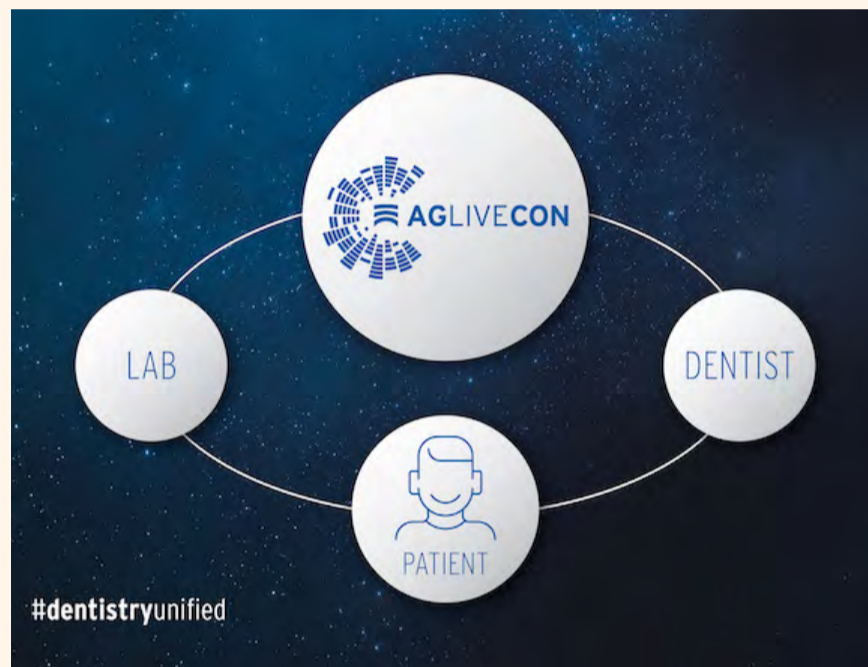 AGLIVECON
LAB
DENTIST
PATIENT
#dentistryunified